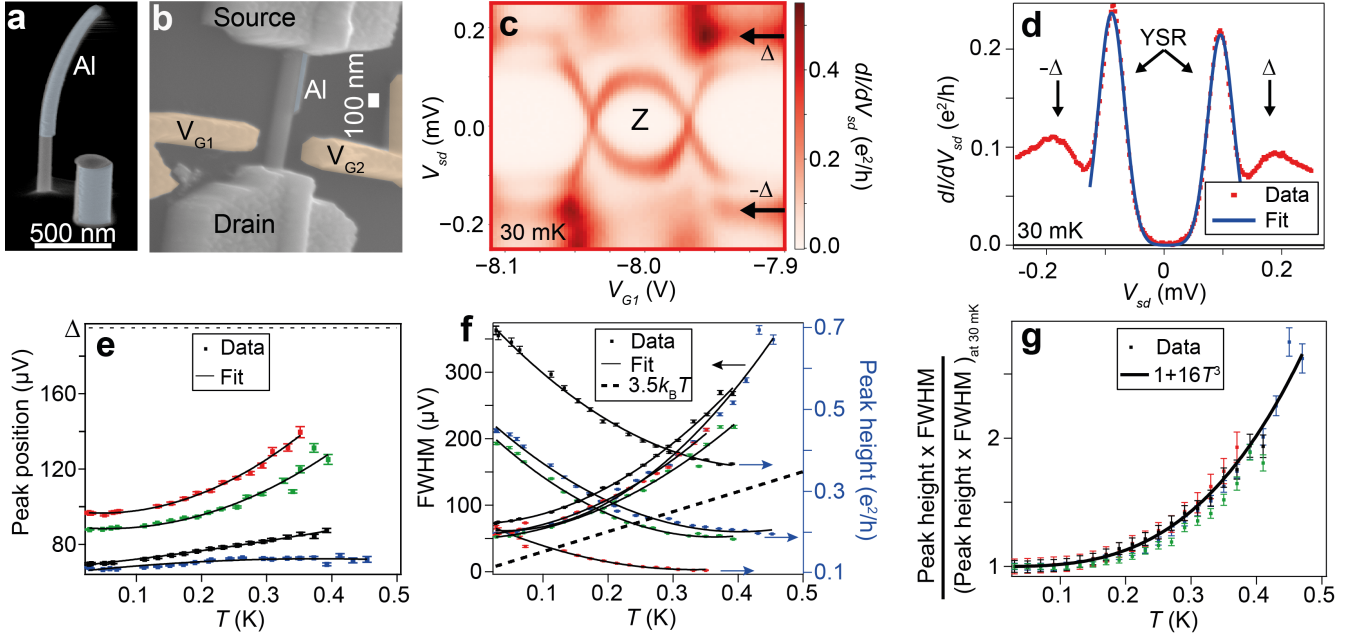 a
Al
500 nm
b
Source
Al
100 nm
V_G1
V_G2
Drain
c
0.2
0.0
−0.2
V_sd (mV)
Z
Δ
-Δ
30 mK
−8.1
−8.0
−7.9
V_G1 (V)
0.4
0.2
0.0
dI/dV_sd (e²/h)
d
YSR
-Δ
Δ
0.2
0.1
0.0
dI/dV_sd (e²/h)
30 mK
Data
Fit
-0.2
0
0.2
V_sd (mV)
e
Δ
160
120
80
Peak position (µV)
Data
Fit
0.1
0.2
0.3
0.4
0.5
T (K)
f
300
200
100
0
FWHM (µV)
Data
Fit
3.5k_BT
0.7
0.5
0.3
0.1
Peak height (e²/h)
0.1
0.2
0.3
0.4
0.5
T (K)
g
Peak height x FWHM
(Peak height x FWHM)_at 30 mK
2
1
Data
1+16T³
0.1
0.2
0.3
0.4
0.5
T (K)